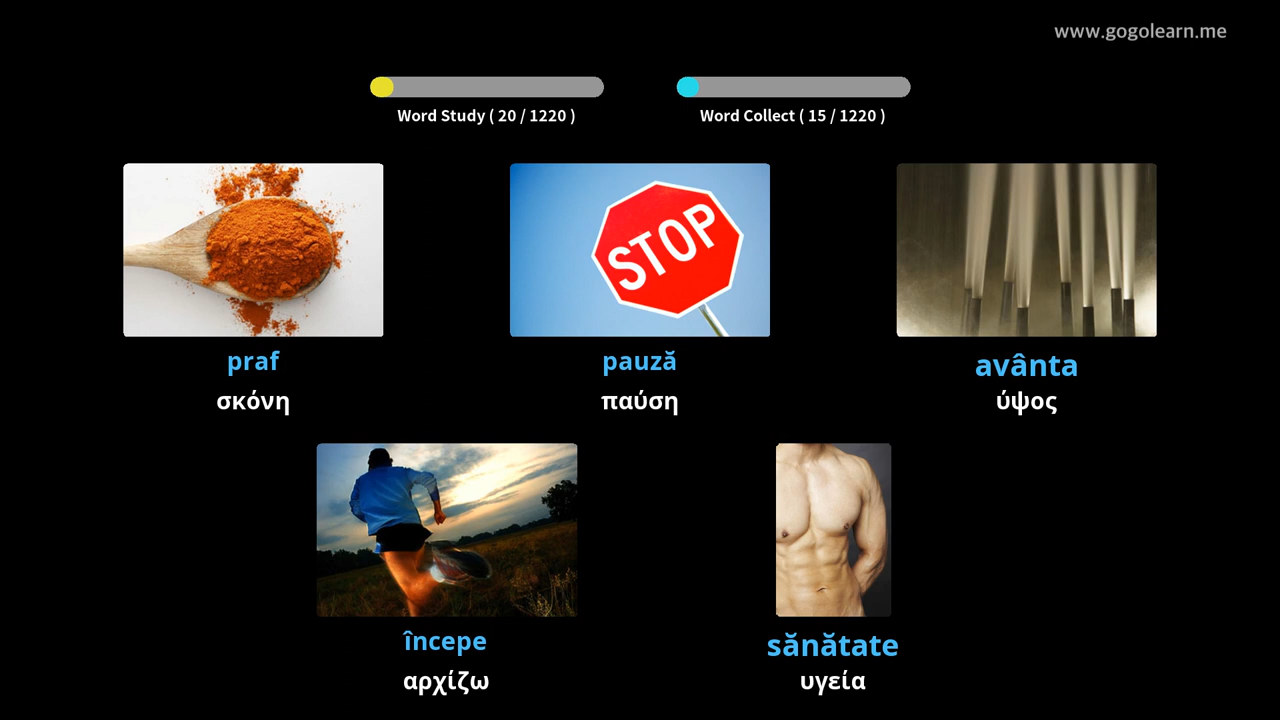 www.gogolearn.me
Word Study ( 20 / 1220 )
Word Collect ( 15 / 1220 )
STOP
praf
pauză
avânta
σκόνη
παύση
ύψος
începe
sănătate
αρχίζω
υγεία